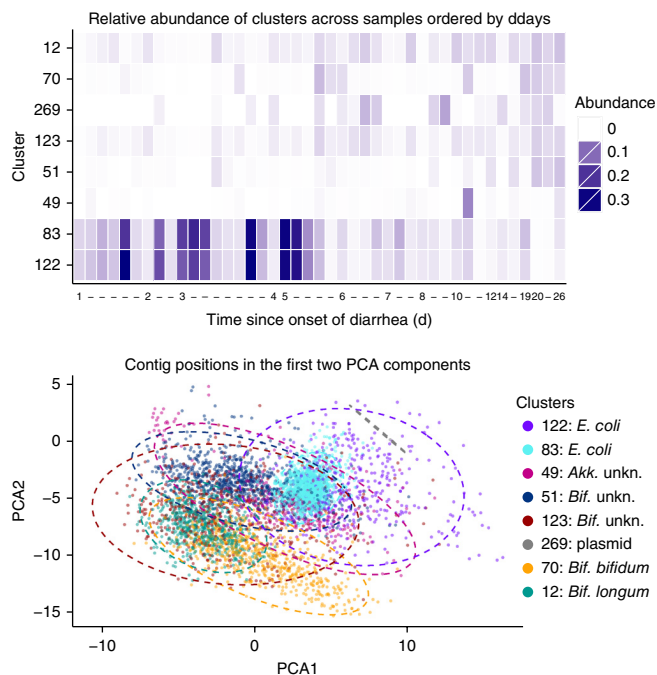 Relative abundance of clusters across samples ordered by ddays
Cluster
12
70
269
123
51
49
83
122
1 – – – – – 2 – – 3 – – – – – – – 4 5 – – – – 6 – – – 7 – – 8 – – 10 – – 12 14 – 19 20 – 26
Time since onset of diarrhea (d)
Abundance
0
0.1
0.2
0.3
Contig positions in the first two PCA components
PCA2
5
0
−5
−10
−15
−10
0
10
PCA1
Clusters
122: E. coli
83: E. coli
49: Akk. unkn.
51: Bif. unkn.
123: Bif. unkn.
269: plasmid
70: Bif. bifidum
12: Bif. longum